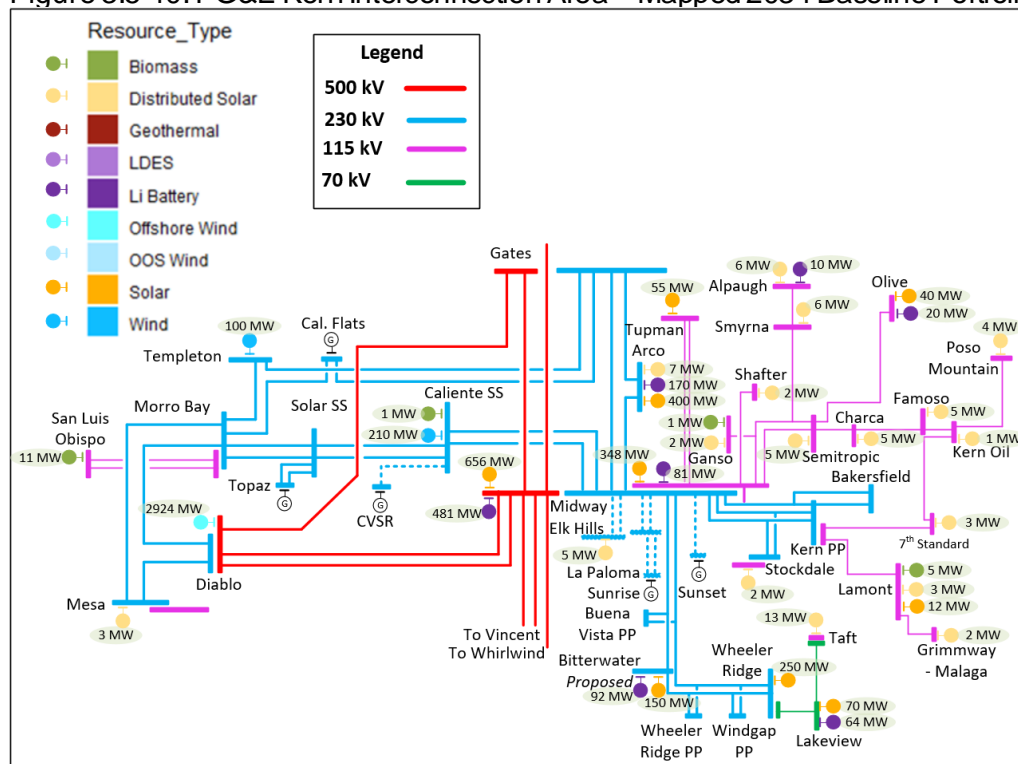 Resource_Type
Biomass
Distributed Solar
Geothermal
LDES
Li Battery
Offshore Wind
OOS Wind
Solar
Wind
Legend
500 kV
230 kV
115 kV
70 kV
Gates
100 MW
Templeton
Cal. Flats
G
Morro Bay
Solar SS
Caliente SS
1 MW
210 MW
San Luis
Obispo
11 MW
Topaz
G
CVSR
G
656 MW
481 MW
2924 MW
Diablo
Mesa
3 MW
To Vincent
To Whirlwind
55 MW
Tupman
Arco
7 MW
170 MW
400 MW
6 MW
10 MW
Alpaugh
6 MW
Smyrna
Olive
40 MW
20 MW
4 MW
Poso
Mountain
Shafter
2 MW
Charca
Famoso
5 MW
1 MW
2 MW
Ganso
5 MW
Semitropic
5 MW
Kern Oil
1 MW
348 MW
81 MW
Bakersfield
Midway
Elk Hills
5 MW
La Paloma
Sunrise
G
Sunset
G
Stockdale
2 MW
Kern PP
7th Standard
3 MW
Lamont
5 MW
3 MW
12 MW
2 MW
Grimmway
- Malaga
Buena
Vista PP
13 MW
Taft
Bitterwater
Proposed
92 MW
150 MW
Wheeler
Ridge
250 MW
Wheeler
Ridge PP
Windgap
PP
70 MW
64 MW
Lakeview